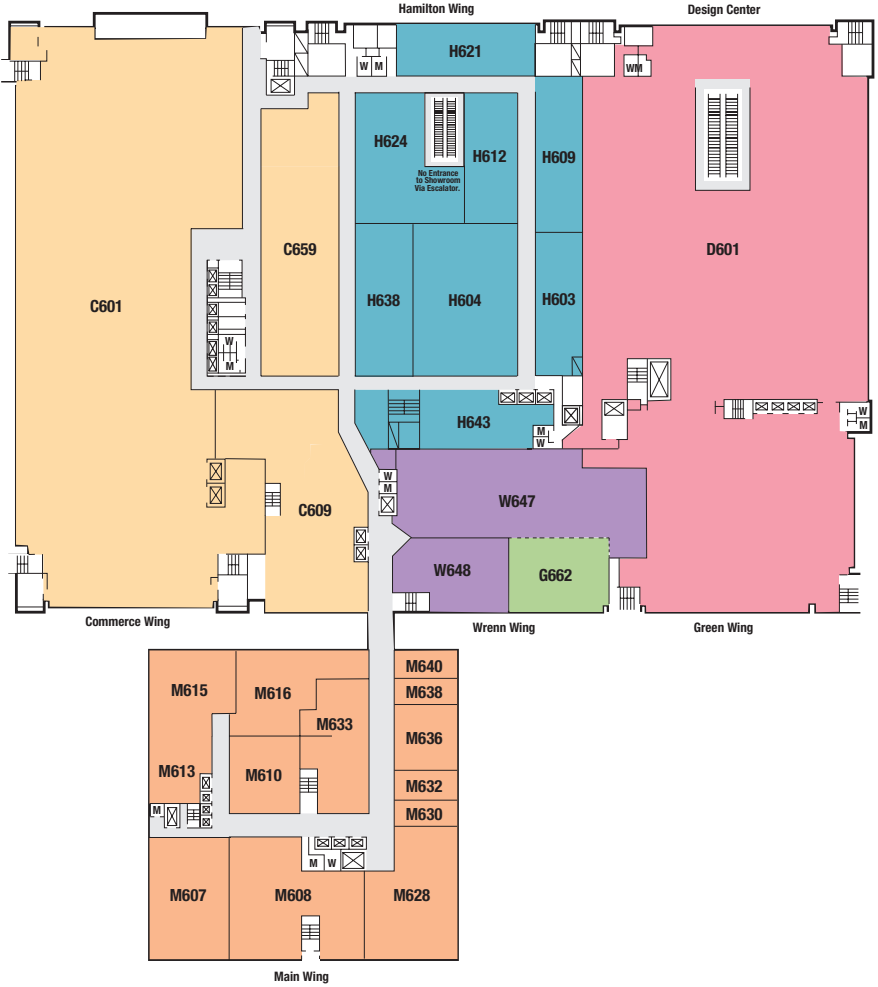 Hamilton Wing
Design Center
H621
W M
WM
H624
H612
H609
No Entrance
to Showroom
Via Escalator.
C659
D601
C601
H638
H604
H603
W
M
H643
M
W
W
M
W
M
C609
W647
W648
G662
Commerce Wing
Wrenn Wing
Green Wing
M640
M615
M616
M638
M633
M636
M613
M610
M632
M
M630
M W
M607
M608
M628
Main Wing